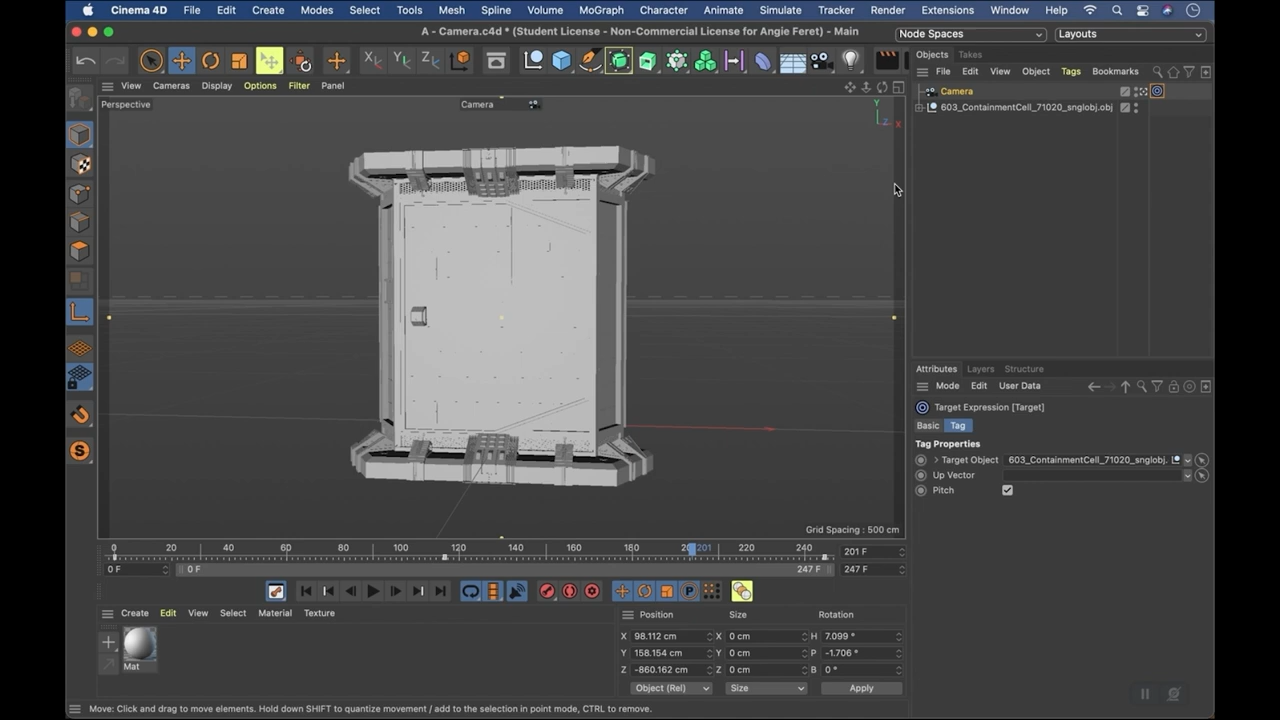 Cinema 4D File Edit Create Modes Select Tools Mesh Spline Volume MoGraph Character Animate Simulate Tracker Render Extensions Window Help
A - Camera.c4d * (Student License - Non-Commercial License for Angie Feret) - Main
Node Spaces Layouts
Objects Takes
File Edit View Object Tags Bookmarks
View Cameras Display Options Filter Panel
Perspective Camera
Y
Z X
Camera
603_ContainmentCell_71020_snglobj.obj
Attributes Layers Structure
Mode Edit User Data
Target Expression [Target]
Basic Tag
Tag Properties
Target Object 603_ContainmentCell_71020_snglobj.
Up Vector
Pitch
Grid Spacing : 500 cm
0 20 40 60 80 100 120 140 160 180 201 220 240 201 F
0 F 0 F 247 F 247 F
Create Edit View Select Material Texture
Mat
Position Size Rotation
X 98.112 cm X 0 cm H 7.099 °
Y 158.154 cm Y 0 cm P -1.706 °
Z -860.162 cm Z 0 cm B 0 °
Object (Rel) Size Apply
Move: Click and drag to move elements. Hold down SHIFT to quantize movement / add to the selection in point mode, CTRL to remove.